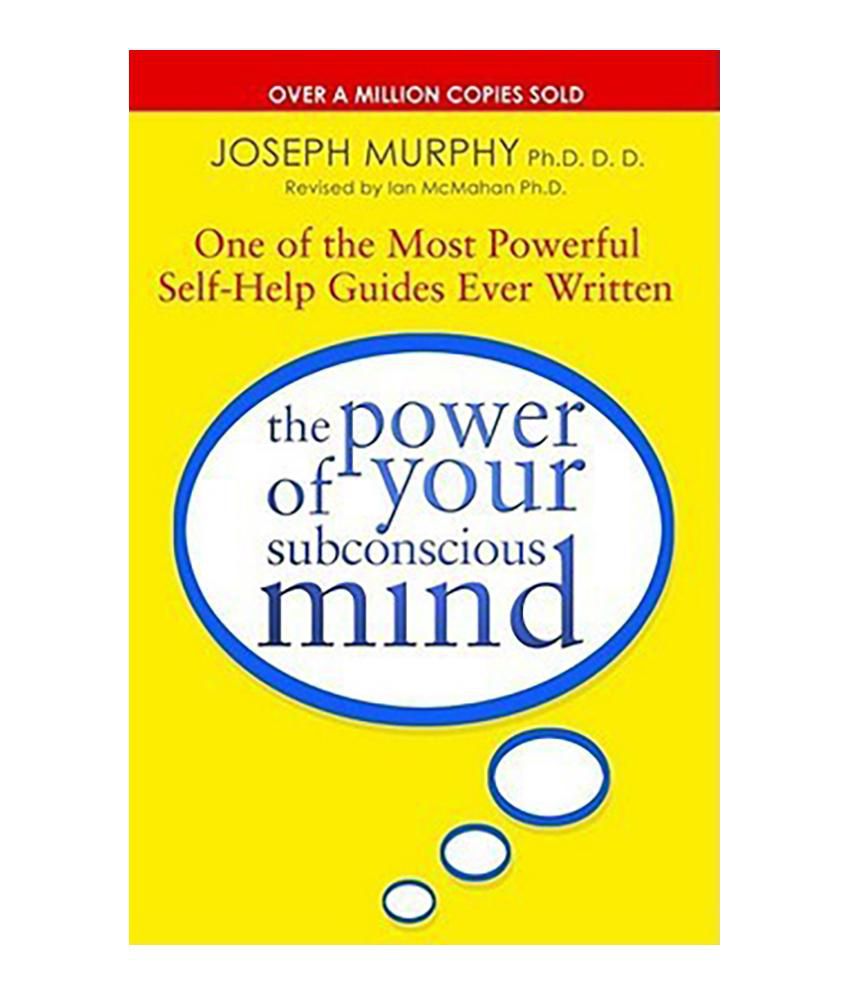 OVER A MILLION COPIES SOLD
JOSEPH MURPHY Ph.D. D. D.
Revised by Ian McMahan Ph.D.
One of the Most Powerful
Self-Help Guides Ever Written
the power
of your
subconscious
mind